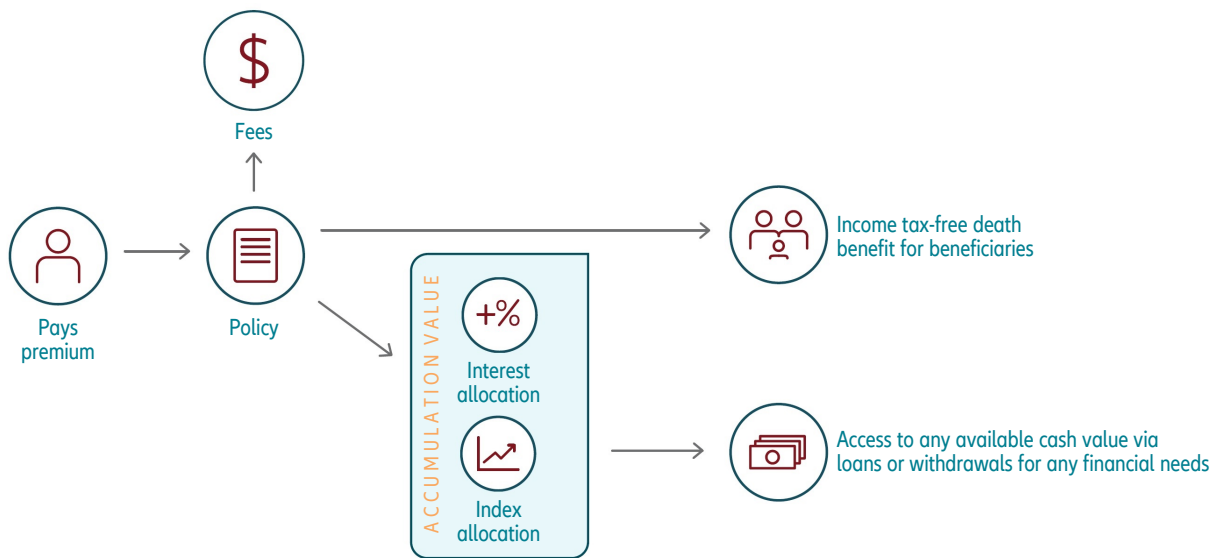 $
Fees
Pays
premium
Policy
Income tax-free death
benefit for beneficiaries
ACCUMULATION VALUE
+%
Interest
allocation
Index
allocation
Access to any available cash value via
loans or withdrawals for any financial needs